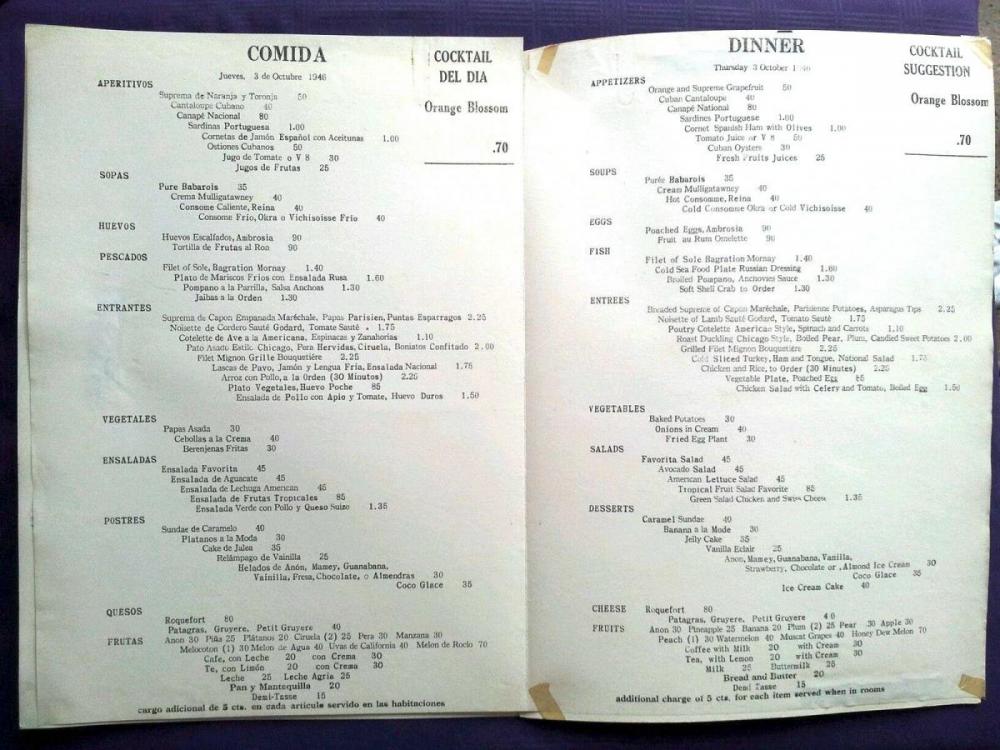 COMIDA
Jueves, 3 de Octubre 1946
COCKTAIL
DEL DIA
Orange Blossom
.70
APERITIVOS
Suprema de Naranja y Toronja 50
Cantaloupe Cubano 40
Canapé Nacional 80
Sardinas Portuguesa 1.00
Cornetas de Jamón Español con Aceitunas 1.00
Ostiones Cubanos 50
Jugo de Tomate o V 8 30
Jugos de Frutas 25
SOPAS
Pure Babarois 35
Crema Mulligatawney 40
Consome Caliente, Reina 40
Consome Frio, Okra o Vichisoisse Frio 40
HUEVOS
Huevos Escalfados, Ambrosia 90
Tortilla de Frutas al Ron 90
PESCADOS
Filet of Sole, Bagration Mornay 1.40
Plato de Mariscos Frios con Ensalada Rusa 1.60
Pompano a la Parrilla, Salsa Anchoas 1.30
Jaibas a la Orden 1.30
ENTRANTES
Suprema de Capon Empanada Maréchale, Papas Parisien, Puntas Esparragos 2.25
Noisette de Cordero Sauté Godard, Tomate Sauté . 1.75
Cotelette de Ave a la Americana, Espinacas y Zanahorias 1.10
Pato Asado Estilc Chicago, Pera Hervidas, Ciruela, Boniatos Confitado 2.00
Filet Mignon Grille Bouquetiére 2.25
Lascas de Pavo, Jamón y Lengua Fria, Ensalada Nacional 1.75
Arroz con Pollo, a la Orden (30 Minutos) 2.25
Plato Vegetales, Huevo Poche 85
Ensalada de Pollo con Apio y Tomate, Huevo Duros 1.50
VEGETALES
Papas Asada 30
Cebollas a la Crema 40
Berenjenas Fritas 30
ENSALADAS
Ensalada Favorita 45
Ensalada de Aguacate 45
Ensalada de Lechuga American 45
Ensalada de Frutas Tropicales 85
Ensalada Verde con Pollo y Queso Suizo 1.35
POSTRES
Sundae de Caramelo 40
Platanos a la Moda 30
Cake de Julea 35
Relámpago de Vainilla 25
Helados de Anón, Mamey, Guanabana,
Vainilla, Fresa, Chocolate, o Almendras 30
Coco Glace 35
QUESOS
Roquefort 80
Patagras, Gruyere, Petit Gruyere 40
FRUTAS
Anon 30 Piña 25 Plátanos 20 Ciruela (2) 25 Pera 30 Manzana 30
Melocoton (1) 30 Melon de Agua 40 Uvas de California 40 Melon de Rocio 70
Cafe, con Leche 20 con Crema 30
Te, con Limón 20 con Crema 30
Leche 25 Leche Agria 25
Pan y Mantequilla 20
Demi-Tasse 15
cargo adicional de 5 cts. en cada articulo servido en las habitaciones
DINNER
Thursday 3 October
COCKTAIL
SUGGESTION
Orange Blossom
.70
APPETIZERS
Orange and Supreme Grapefruit 50
Cuban Cantaloupe 40
Canapé National 80
Sardines Portuguese 1.00
Cornet Spanish Ham with Olives 1.00
Tomato Juice or V 8 50
Cuban Oysters 30
Fresh Fruits Juices 25
SOUPS
Purée Babarois 35
Cream Mulligatawney 40
Hot Consomme, Reina 40
Cold Consomme Okra or Cold Vichisoisse 40
EGGS
Poached Eggs, Ambrosia 90
Fruit au Rum Omelette 90
FISH
Filet of Sole Bagration Mornay 1.40
Cold Sea Food Plate Russian Dressing 1.60
Broiled Pompano, Anchovies Sauce 1.30
Soft Shell Crab to Order 1.30
ENTREES
Breaded Supreme of Capon Maréchale, Parisienne Potatoes, Asparagus Tips 2.25
Noisette of Lamb Sauté Godard, Tomato Sauté 1.75
Poutry Cotelette American Style, Spinach and Carrots 1.10
Roast Duckling Chicago Style, Boiled Pear, Plum, Candied Sweet Potatoes 2.00
Grilled Filet Mignon Bouquetiére 2.25
Cold Sliced Turkey, Ham and Tongue, National Salad 1.75
Chicken and Rice, to Order (30 Minutes) 2.25
Vegetable Plate, Poached Egg 85
Chicken Salad with Celery and Tomato, Boiled Egg 1.50
VEGETABLES
Baked Potatoes 30
Onions in Cream 40
Fried Egg Plant 30
SALADS
Favorita Salad 45
Avocado Salad 45
American Lettuce Salad 45
Tropical Fruit Salad Favorite 85
Green Salad Chicken and Swiss Cheese 1.35
DESSERTS
Caramel Sundae 40
Banana a la Mode 30
Jelly Cake 35
Vanilla Eclair 25
Anon, Mamey, Guanabana, Vanilla,
Strawberry, Chocolate or , Almond Ice Cream 30
Coco Glace 35
Ice Cream Cake 40
CHEESE
Roquefort 80
Patagras, Gruyere, Petit Gruyere 40
FRUITS
Anon 30 Pineapple 25 Banana 20 Plum (2) 25 Pear 30 Apple 30
Peach (1) 30 Watermelon 40 Muscat Grapes 40 Honey Dew Melon 70
Coffee with Milk 20 with Cream 30
Tea, with Lemon 20 with Cream 30
Milk 25 Buttermilk 25
Bread and Butter 20
Demi Tasse 15
additional charge of 5 cts. for each item served when in rooms